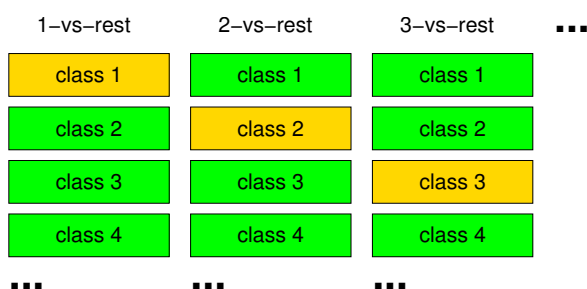 1−vs−rest 2−vs−rest 3−vs−rest ...
class 1 class 1 class 1
class 2 class 2 class 2
class 3 class 3 class 3
class 4 class 4 class 4
... ... ...